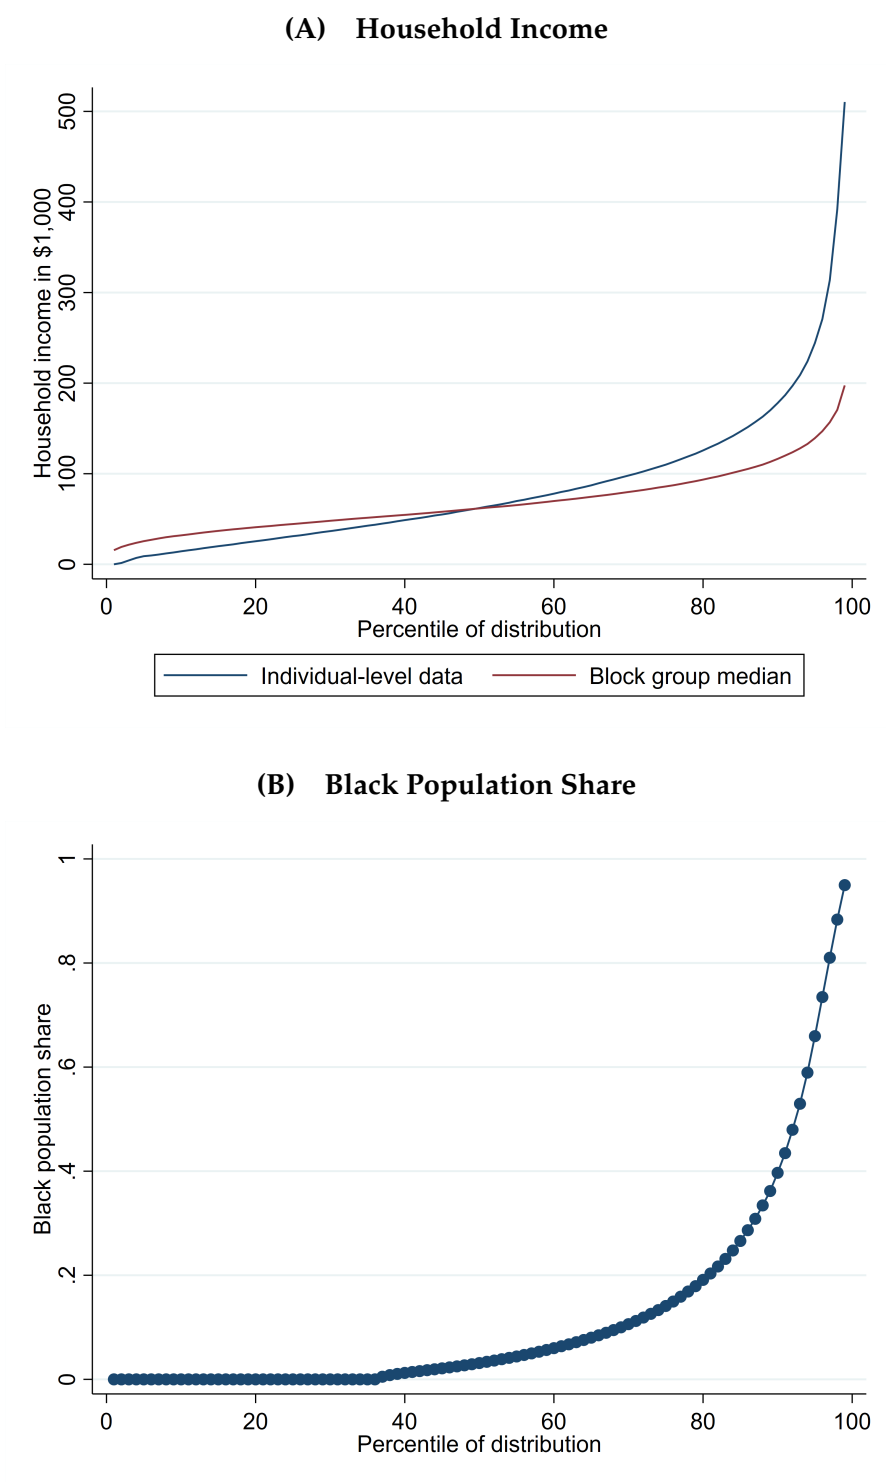 (A) Household Income
Household income in $1,000
500
400
300
200
100
0
0 20 40 60 80 100
Percentile of distribution
Individual-level data Block group median
(B) Black Population Share
Black population share
1
.8
.6
.4
.2
0
0 20 40 60 80 100
Percentile of distribution